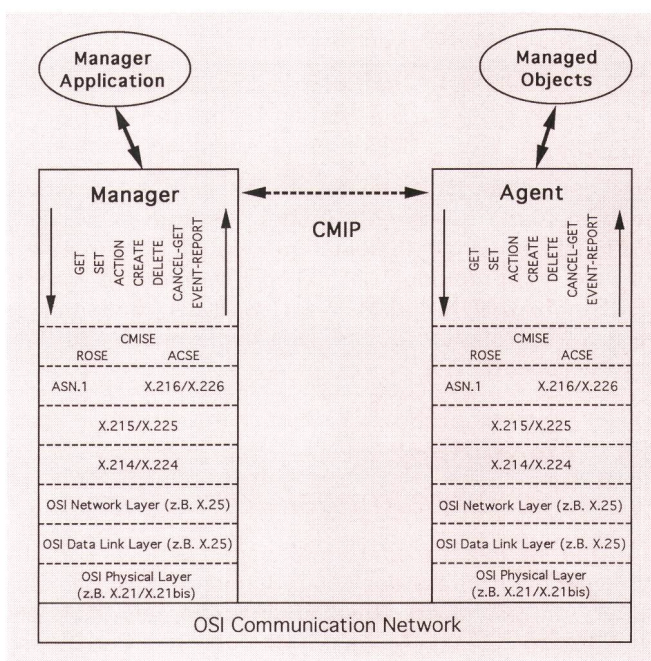 Manager
Application
Managed
Objects
Manager
Agent
CMIP
GET
SET
ACTION
CREATE
DELETE
CANCEL-GET
EVENT-REPORT
GET
SET
ACTION
CREATE
DELETE
CANCEL-GET
EVENT-REPORT
CMISE
ROSE ACSE
ASN.1 X.216/X.226
X.215/X.225
X.214/X.224
OSI Network Layer (z.B. X.25)
OSI Data Link Layer (z.B. X.25)
OSI Physical Layer
(z.B. X.21/X.21bis)
CMISE
ROSE ACSE
ASN.1 X.216/X.226
X.215/X.225
X.214/X.224
OSI Network Layer (z.B. X.25)
OSI Data Link Layer (z.B. X.25)
OSI Physical Layer
(z.B. X.21/X.21bis)
OSI Communication Network